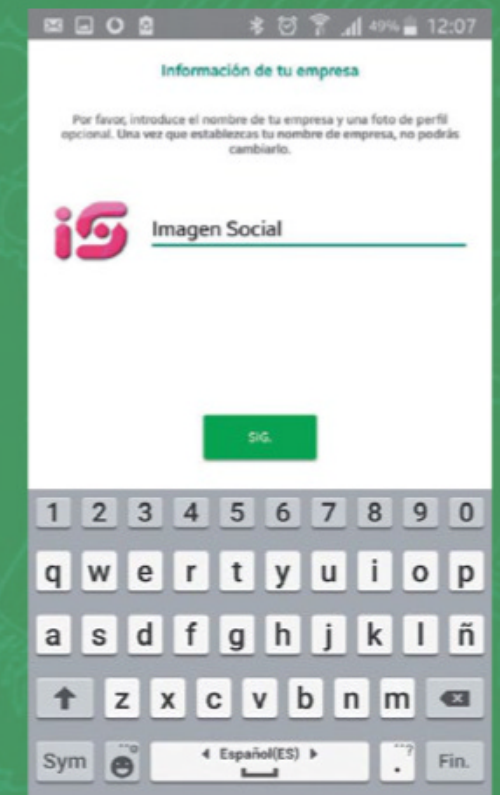 49% 12:07
Información de tu empresa
Por favor, introduce el nombre de tu empresa y una foto de perfil
opcional. Una vez que establezcas tu nombre de empresa, no podrás
cambiarlo.
iS
Imagen Social
SIG.
1 2 3 4 5 6 7 8 9 0
q w e r t y u i o p
a s d f g h j k l ñ
z x c v b n m
Sym Español(ES) . ? Fin.